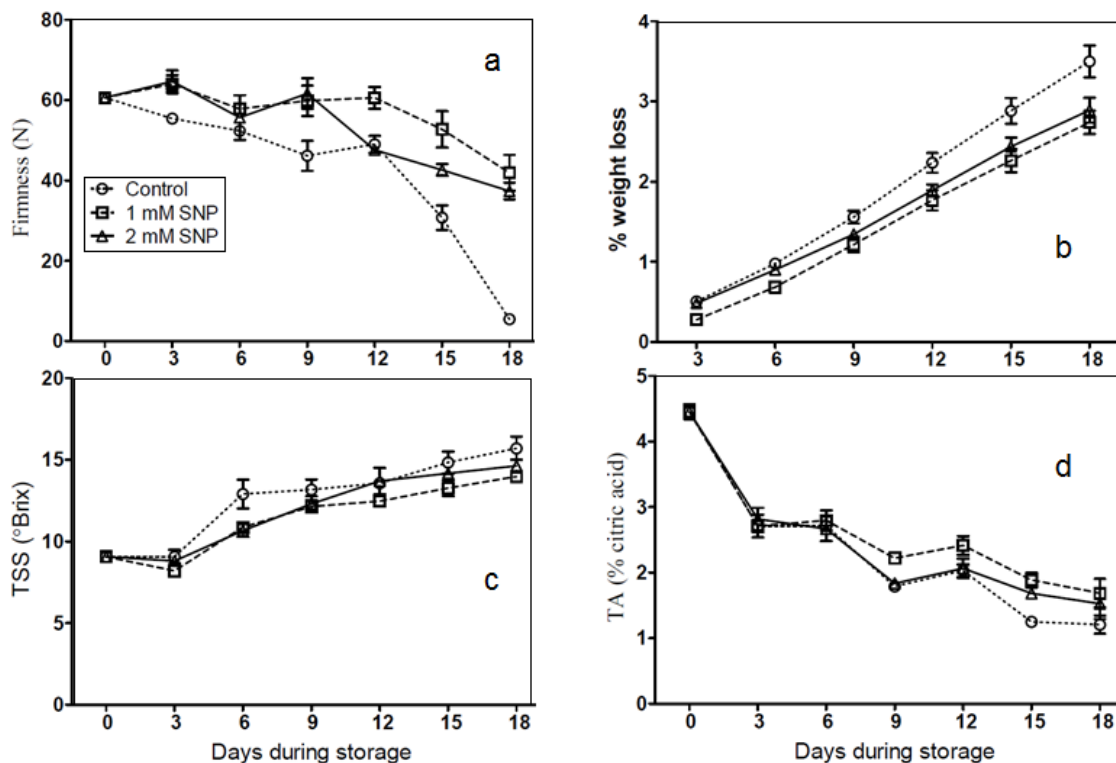 80
60
40
20
0
Firmness (N)
a
Control
1 mM SNP
2 mM SNP
0 3 6 9 12 15 18
4
3
2
1
0
% weight loss
b
3 6 9 12 15 18
20
15
10
5
0
TSS (°Brix)
c
0 3 6 9 12 15 18
Days during storage
5
4
3
2
1
0
TA (% citric acid)
d
0 3 6 9 12 15 18
Days during storage